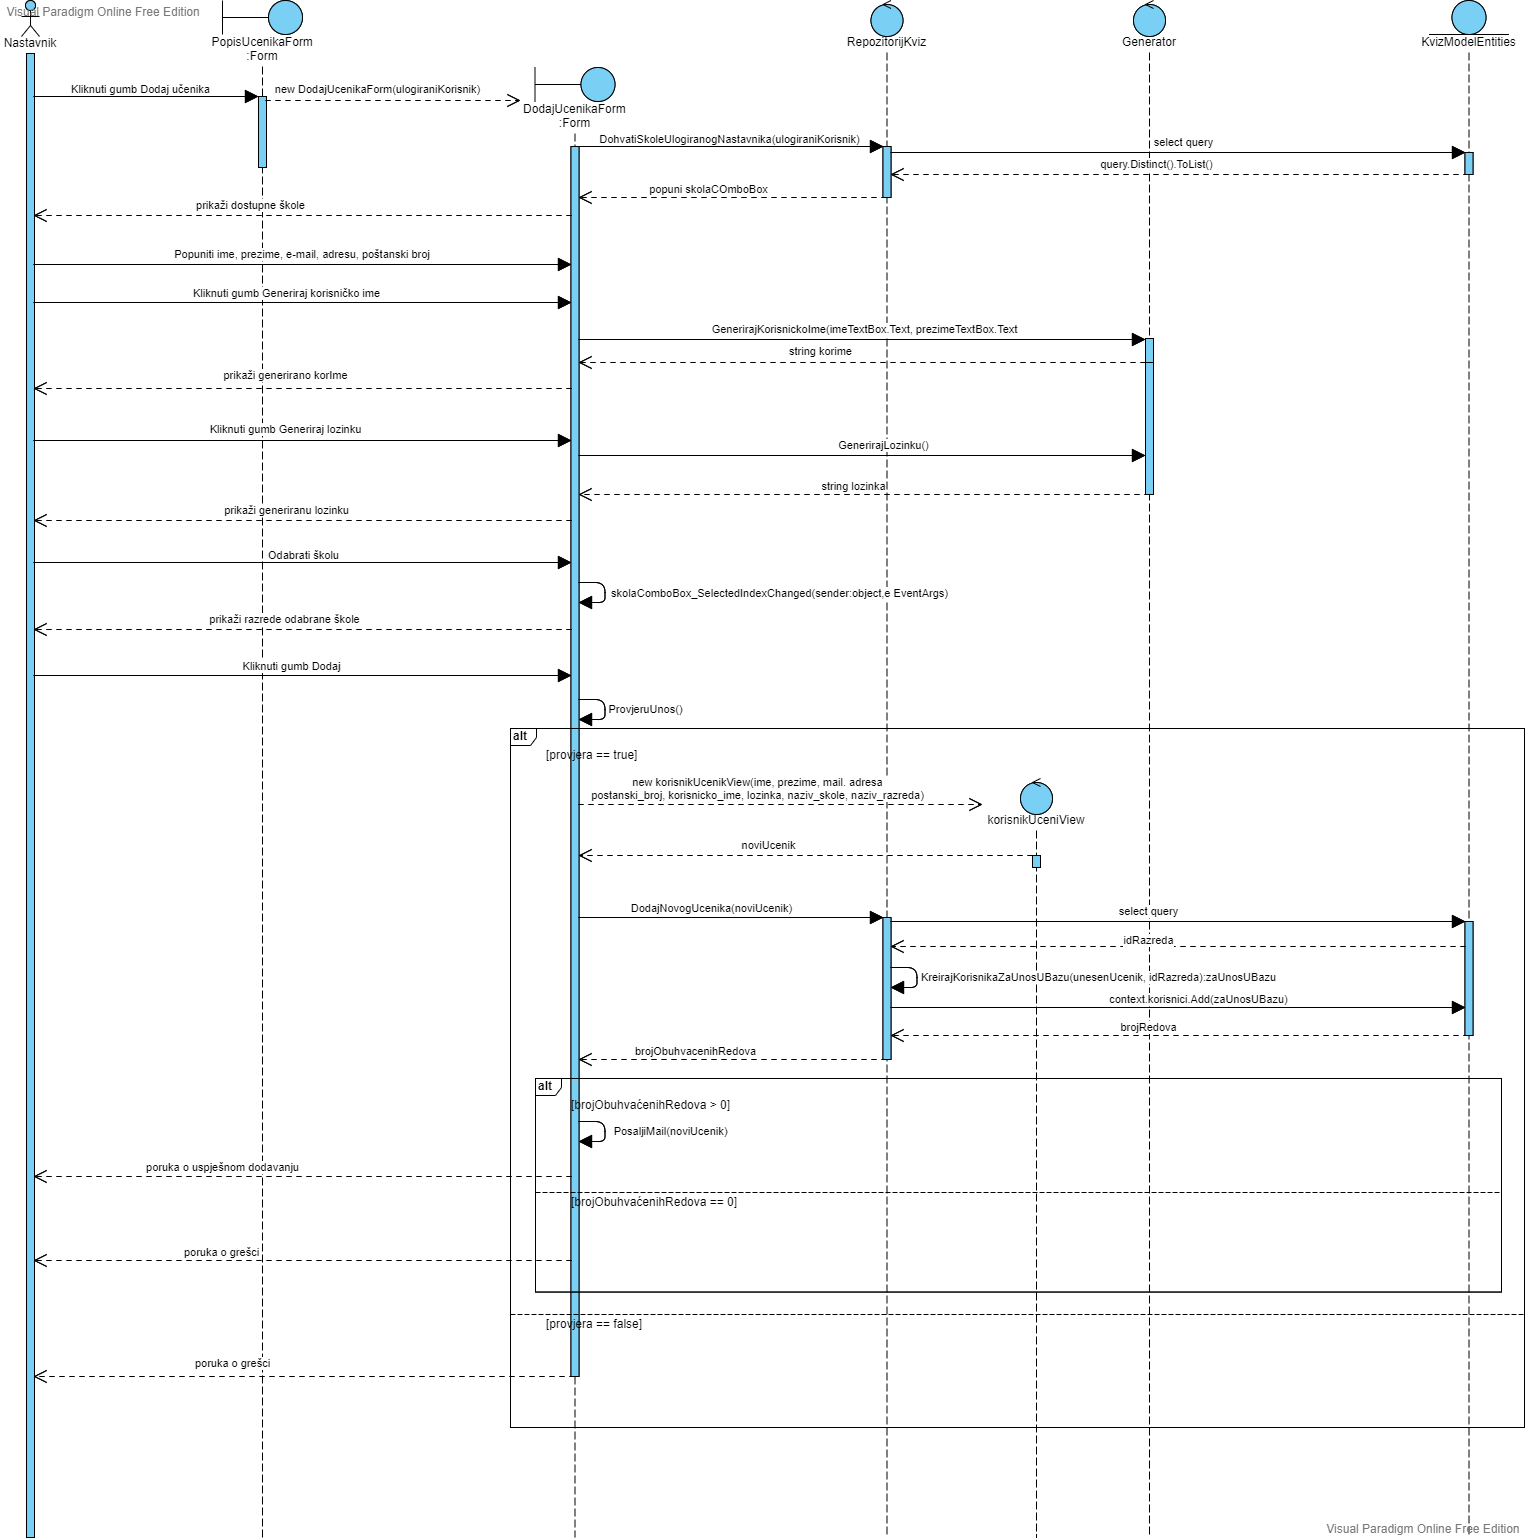 Visual Paradigm Online Free Edition
Nastavnik
PopisUcenikaForm
:Form
RepozitorijKviz
Generator
KvizModelEntities
Kliknuti gumb Dodaj učenika
new DodajUcenikaForm(ulogiraniKorisnik)
DodajUcenikaForm
:Form
DohvatiSkoleUlogiranogNastavnika(ulogiraniKorisnik)
select query
query.Distinct().ToList()
popuni skolaCOmboBox
prikaži dostupne škole
Popuniti ime, prezime, e-mail, adresu, poštanski broj
Kliknuti gumb Generiraj korisničko ime
GenerirajKorisnickoIme(imeTextBox.Text, prezimeTextBox.Text
string korime
prikaži generirano korIme
Kliknuti gumb Generiraj lozinku
GenerirajLozinku()
string lozinka
prikaži generiranu lozinku
Odabrati školu
skolaComboBox_SelectedIndexChanged(sender:object,e EventArgs)
prikaži razrede odabrane škole
Kliknuti gumb Dodaj
ProvjeruUnos()
alt
[provjera == true]
new korisnikUcenikView(ime, prezime, mail. adresa
postanski_broj, korisnicko_ime, lozinka, naziv_skole, naziv_razreda)
korisnikUceniView
noviUcenik
DodajNovogUcenika(noviUcenik)
select query
idRazreda
KreirajKorisnikaZaUnosUBazu(unesenUcenik, idRazreda):zaUnosUBazu
context.korisnici.Add(zaUnosUBazu)
brojRedova
brojObuhvacenihRedova
alt
[brojObuhvaćenihRedova > 0]
PosaljiMail(noviUcenik)
poruka o uspješnom dodavanju
[brojObuhvaćenihRedova == 0]
poruka o grešci
[provjera == false]
poruka o grešci
Visual Paradigm Online Free Edition